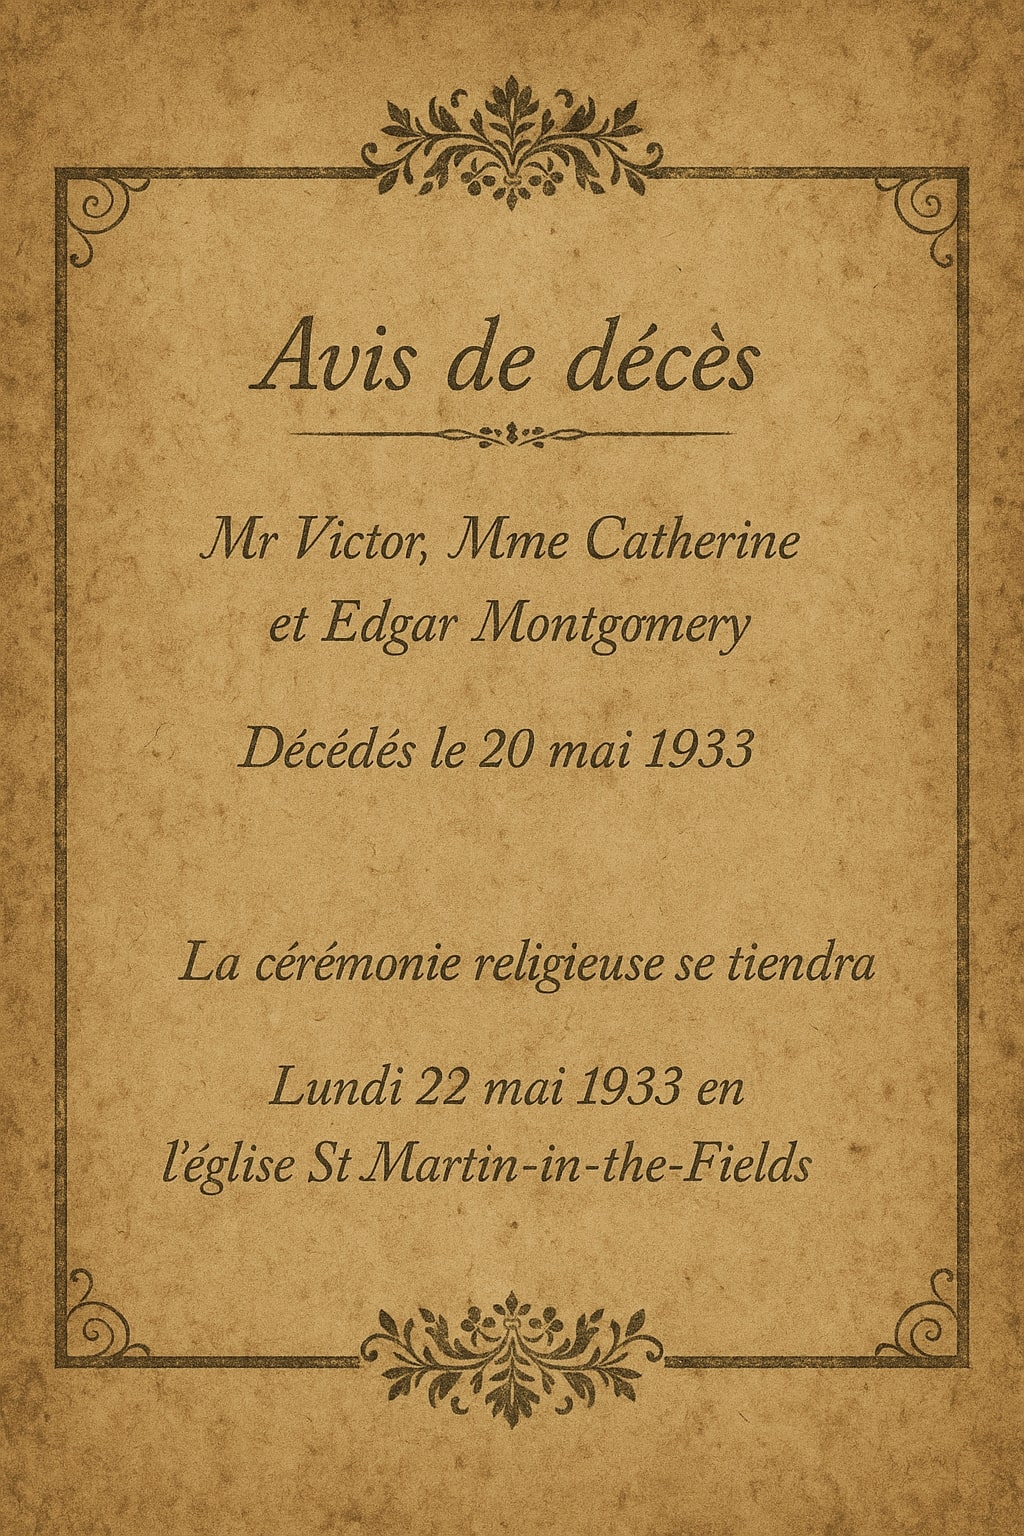 Avis de décès
Mr Victor, Mme Catherine
et Edgar Montgomery
Décédés le 20 mai 1933
La cérémonie religieuse se tiendra
Lundi 22 mai 1933 en
l'église St Martin-in-the-Fields